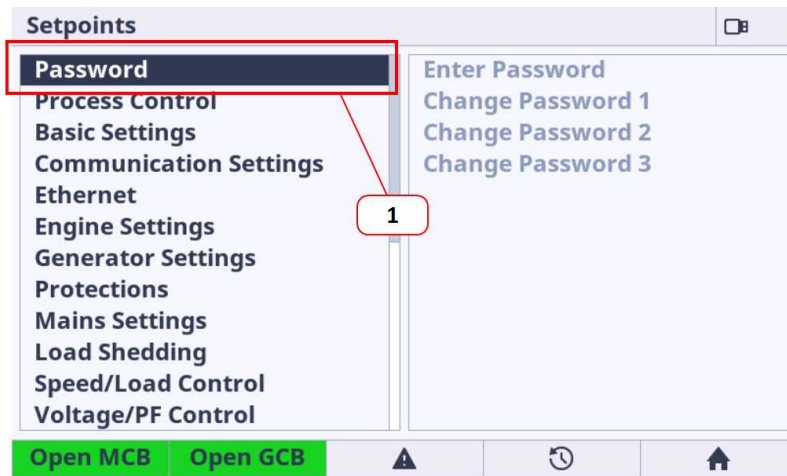 Setpoints
Password
Process Control
Basic Settings
Communication Settings
Ethernet
Engine Settings
Generator Settings
Protections
Mains Settings
Load Shedding
Speed/Load Control
Voltage/PF Control
Enter Password
Change Password 1
Change Password 2
Change Password 3
1
Open MCB Open GCB